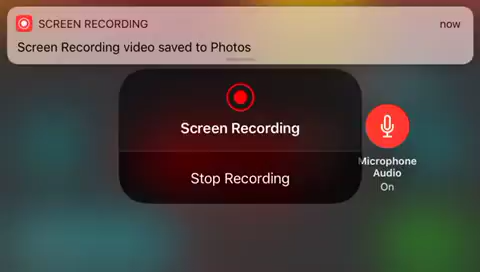 SCREEN RECORDING
now
Screen Recording video saved to Photos
Screen Recording
Stop Recording
Microphone
Audio
On